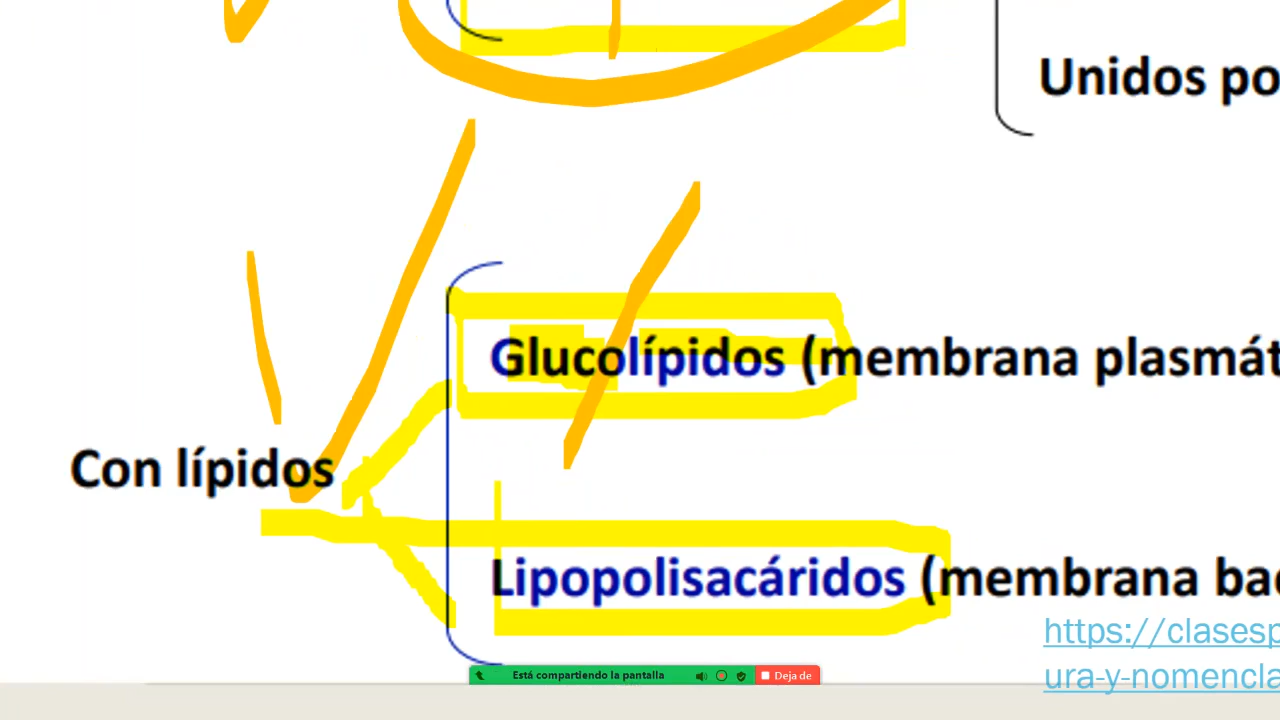 Unidos po
Glucolípidos (membrana plasmát
Con lípidos
Lipopolisacáridos (membrana bac
https://clasesp
ura-y-nomencla
Está compartiendo la pantalla
Deja de